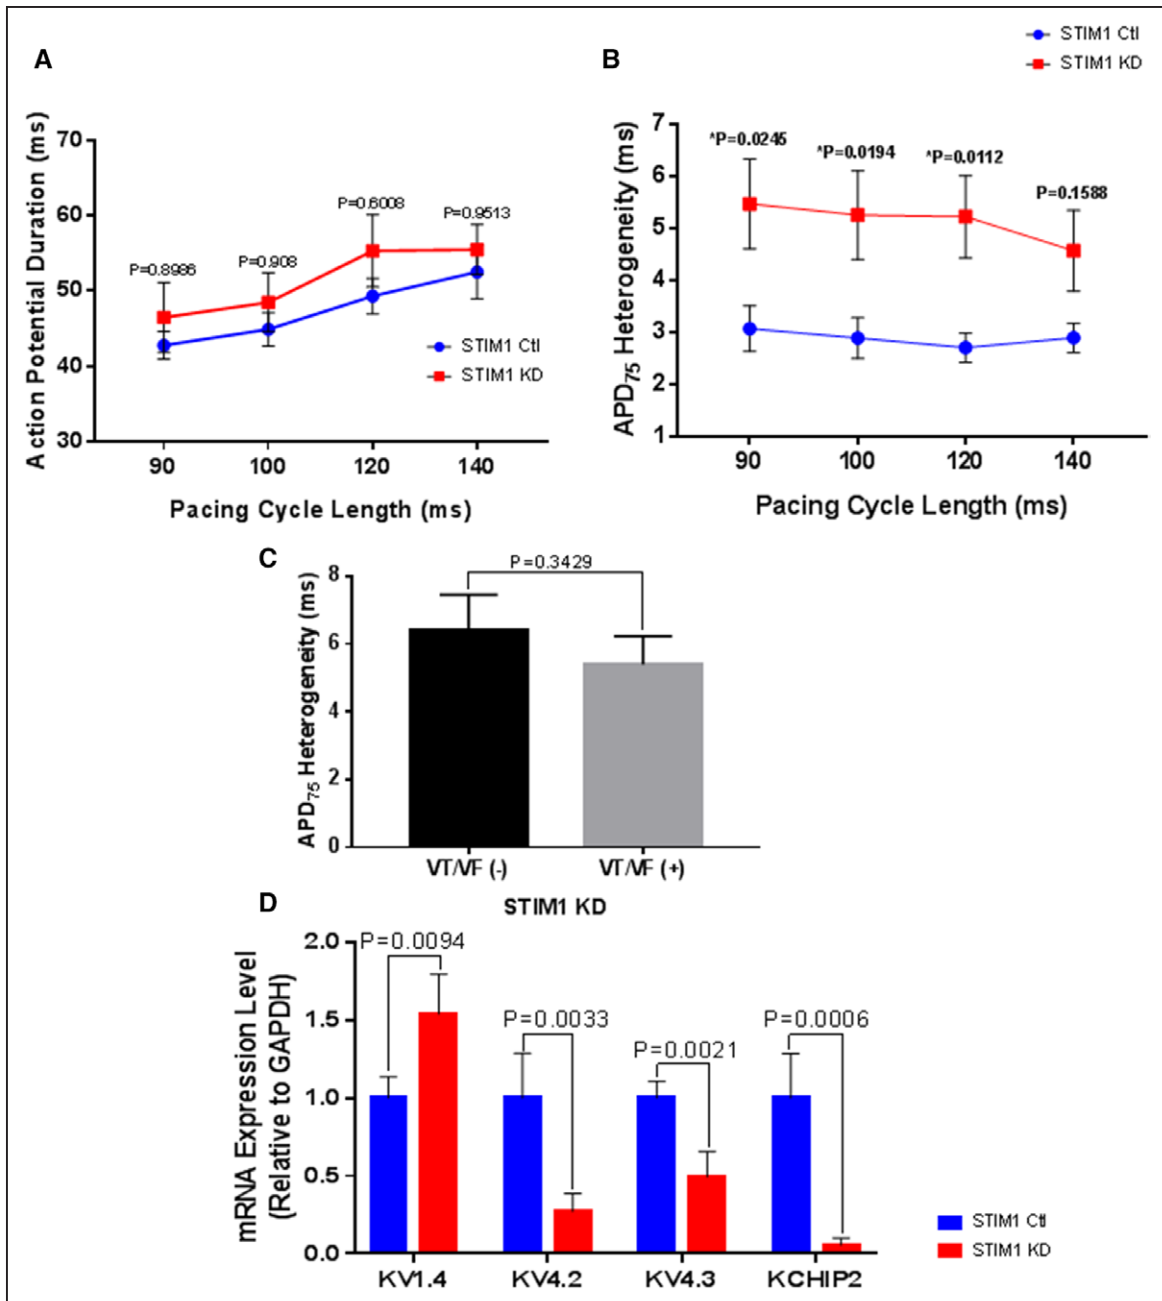 STIM1 Ctl
STIM1 KD
A
B
Action Potential Duration (ms)
70
60
50
40
30
P=0.8986
P=0.908
P=0.6008
P=0.9513
STIM1 Ctl
STIM1 KD
90 100 120 140
Pacing Cycle Length (ms)
APD75 Heterogeneity (ms)
7
6
5
4
3
2
1
*P=0.0245
*P=0.0194
*P=0.0112
P=0.1588
90 100 120 140
Pacing Cycle Length (ms)
C
APD75 Heterogeneity (ms)
8
6
4
2
0
P=0.3429
VT/VF (-) VT/VF (+)
STIM1 KD
D
mRNA Expression Level
(Relative to GAPDH)
2.0
1.5
1.0
0.5
0.0
P=0.0094
P=0.0033
P=0.0021
P=0.0006
KV1.4 KV4.2 KV4.3 KCHIP2
STIM1 Ctl
STIM1 KD